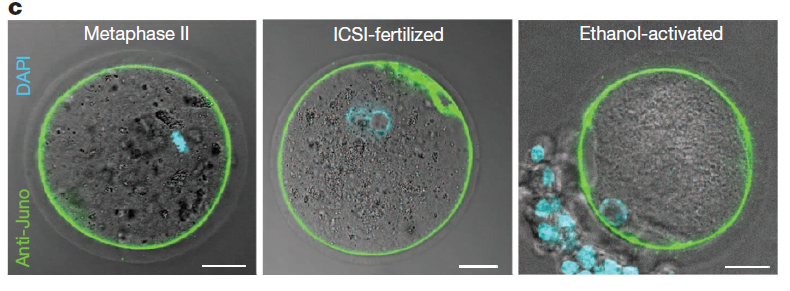 c
Metaphase II
ICSI-fertilized
Ethanol-activated
DAPI
Anti-Juno